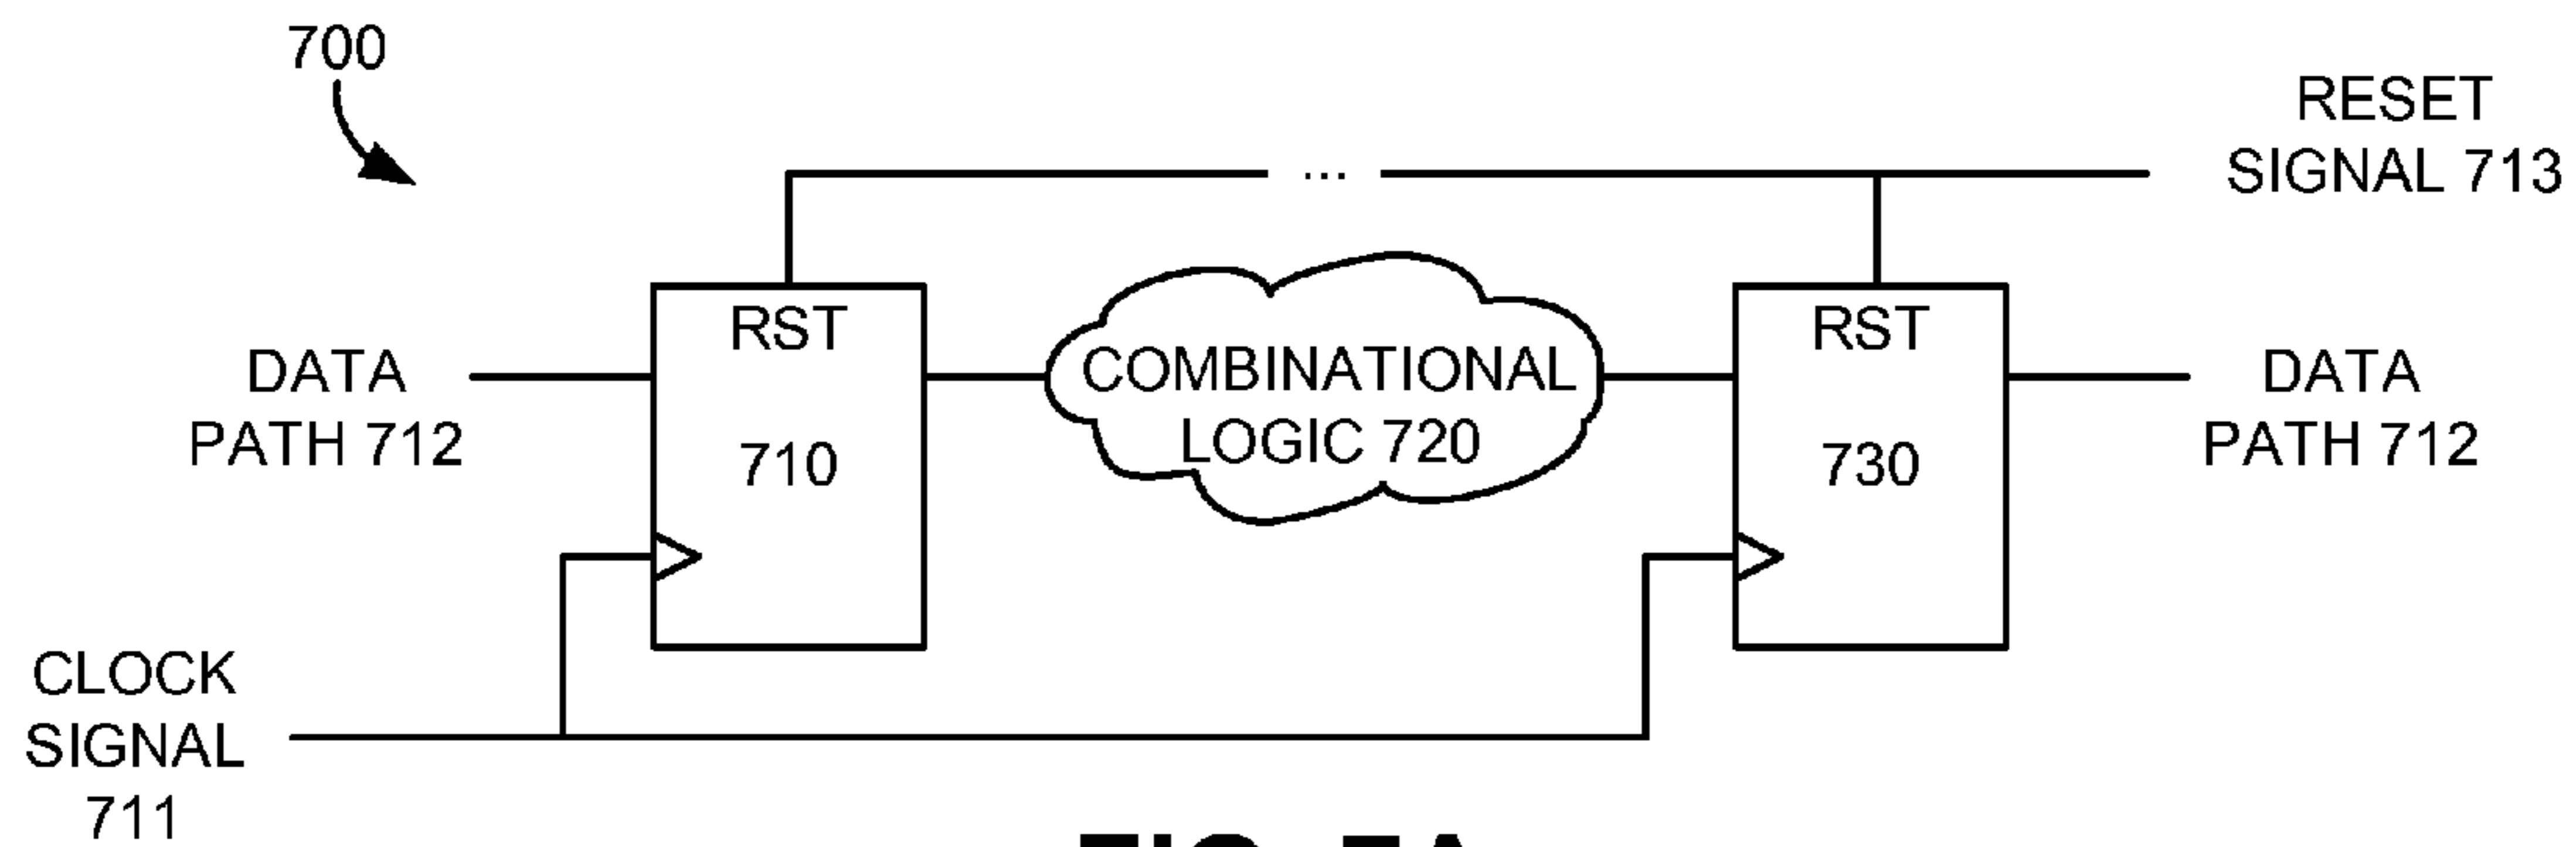 700
RESET
SIGNAL 713
...
RST
RST
DATA
PATH 712
COMBINATIONAL
LOGIC 720
DATA
PATH 712
710
730
CLOCK
SIGNAL
711